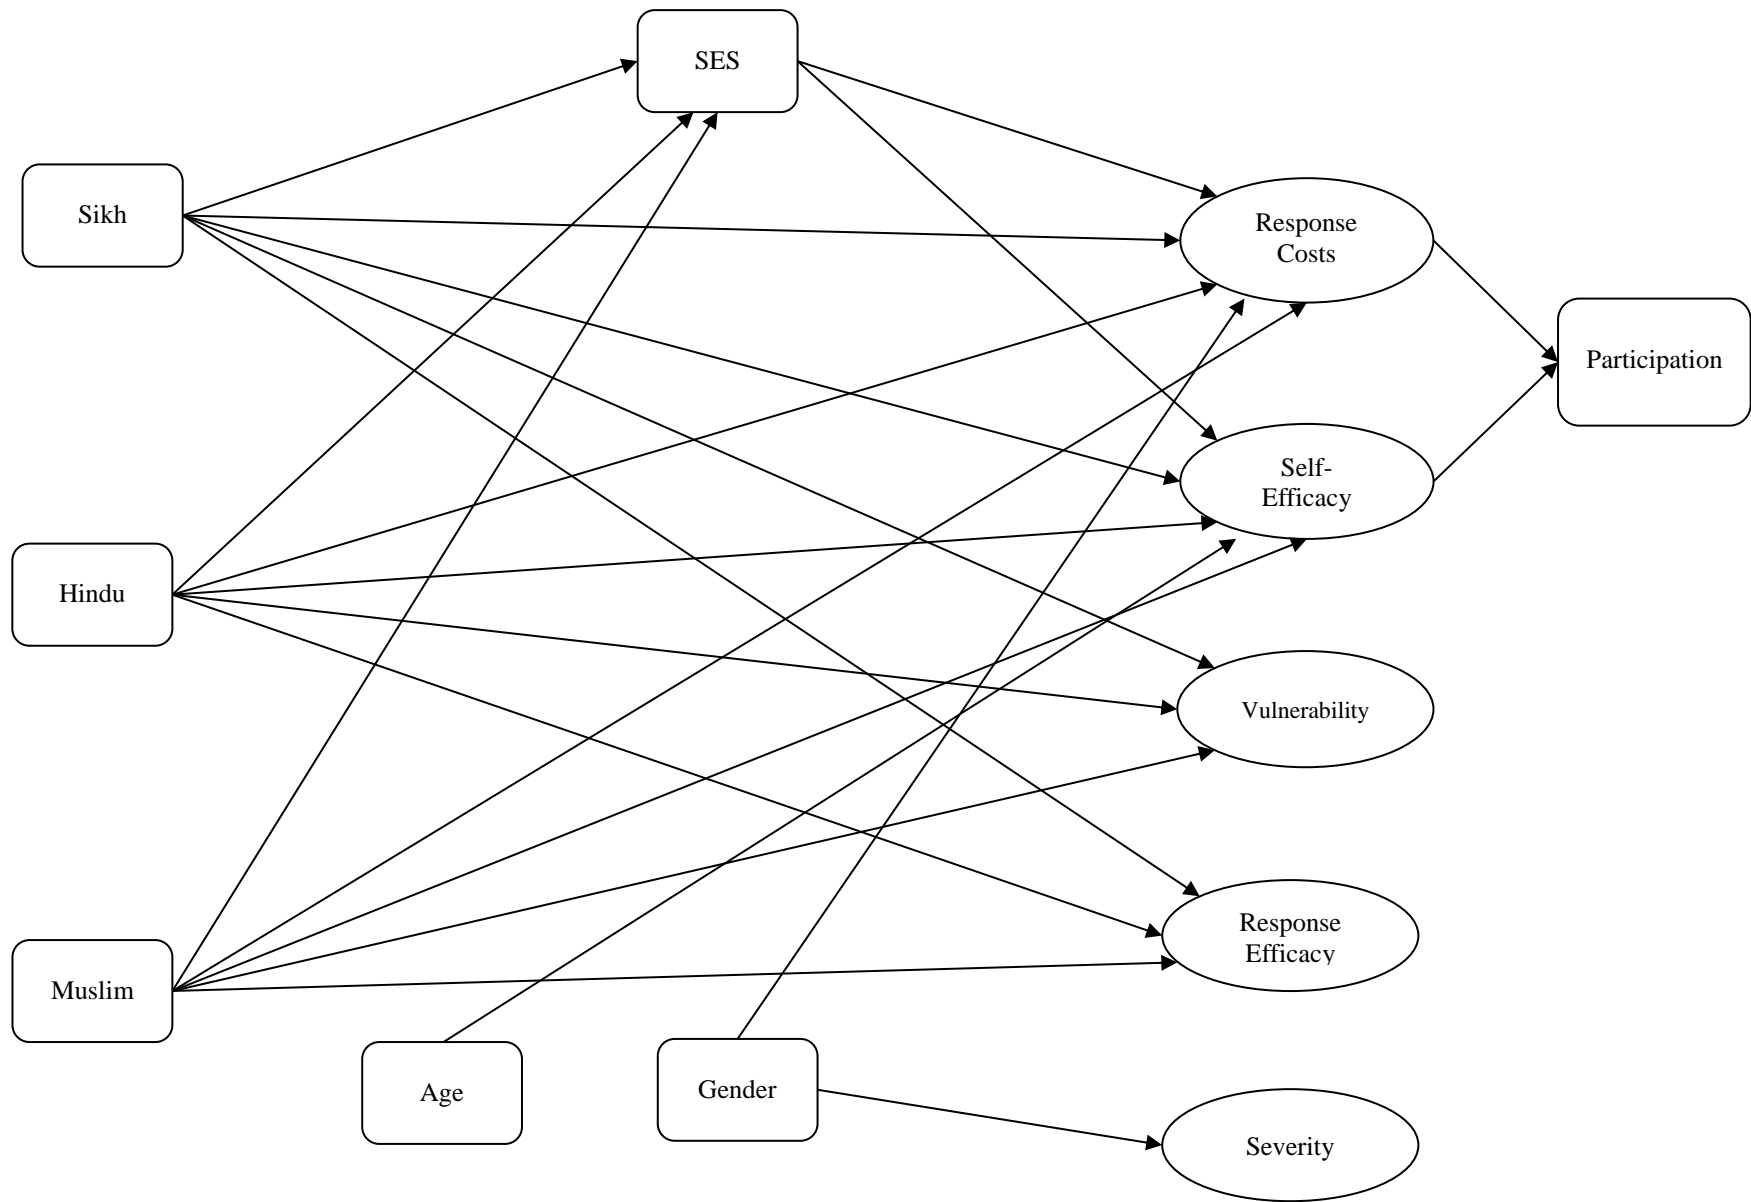 SES
Sikh
Response
Costs
Participation
Self-
Efficacy
Hindu
Vulnerability
Response
Efficacy
Muslim
Age
Gender
Severity